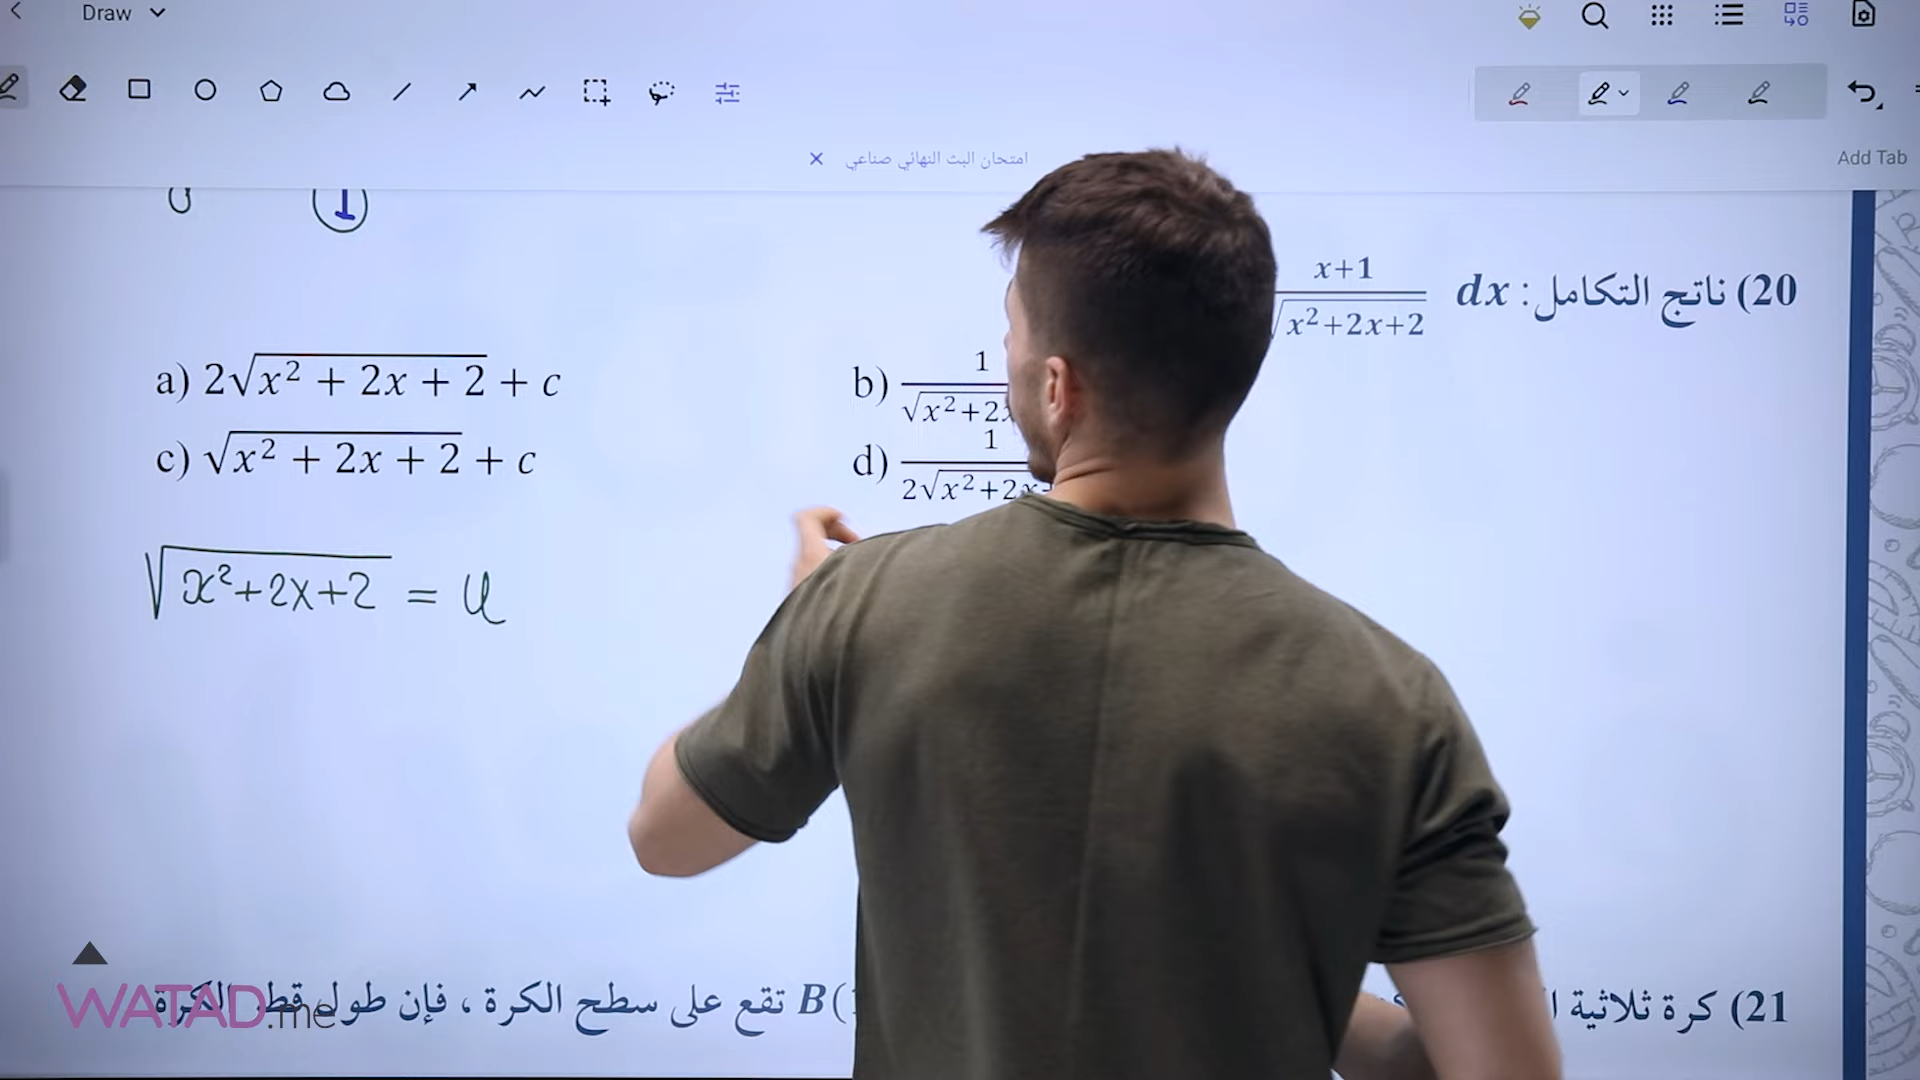 Draw
امتحان البث النهائي صناعي
Add Tab
1
20) ناتج التكامل: x+1 / √x²+2x+2 dx
a) 2√x² + 2x + 2 + c
b) 1 / √x²+2
c) √x² + 2x + 2 + c
d) 1 / 2√x²+2x
√x²+2x+2 = u
21) كرة ثلاثية
B( تقع على سطح الكرة ، فإن طول قطر الكرة
WATAD.me